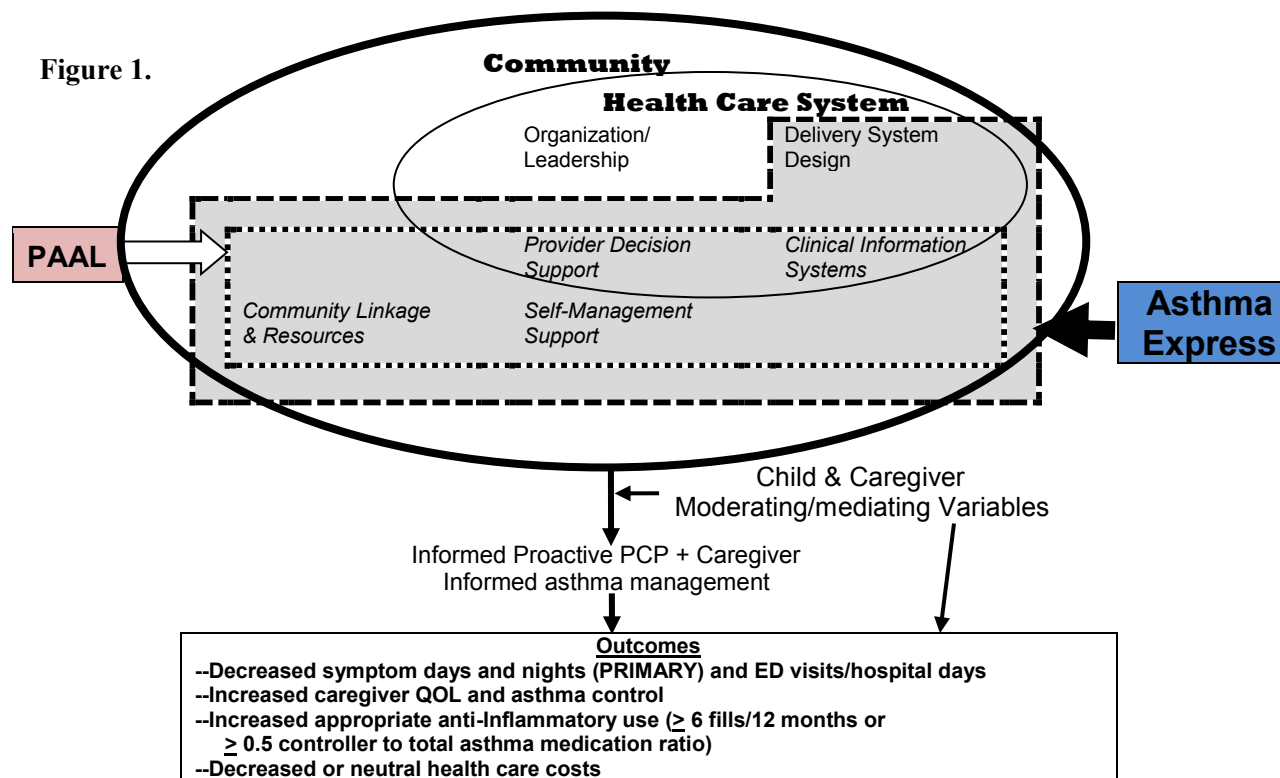 Figure 1.
Community
Health Care System
Organization/
Leadership
Delivery System
Design
PAAL
Provider Decision
Support
Clinical Information
Systems
Community Linkage
& Resources
Self-Management
Support
Asthma
Express
Child & Caregiver
Moderating/mediating Variables
Informed Proactive PCP + Caregiver
Informed asthma management
Outcomes
--Decreased symptom days and nights (PRIMARY) and ED visits/hospital days
--Increased caregiver QOL and asthma control
--Increased appropriate anti-Inflammatory use (≥ 6 fills/12 months or
≥ 0.5 controller to total asthma medication ratio)
--Decreased or neutral health care costs